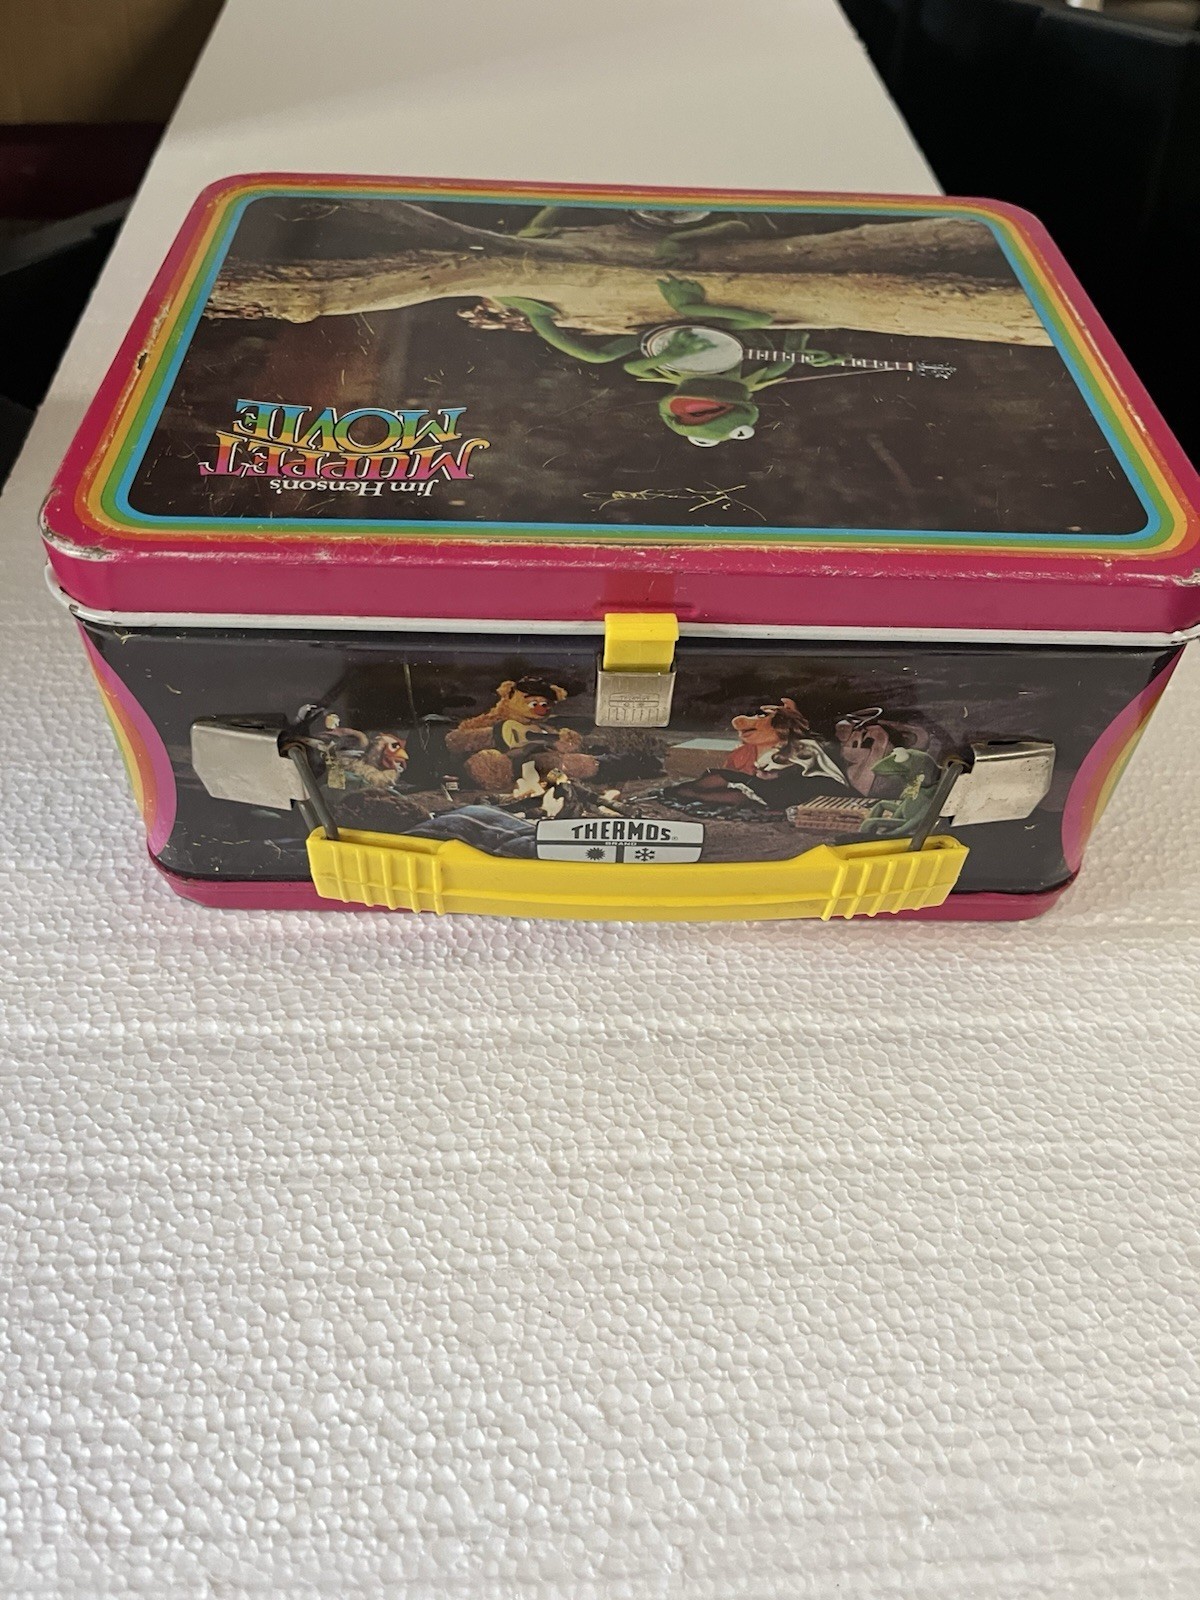 Jim Henson's
MUPPET
MOVIE
THERMOS®
BRAND